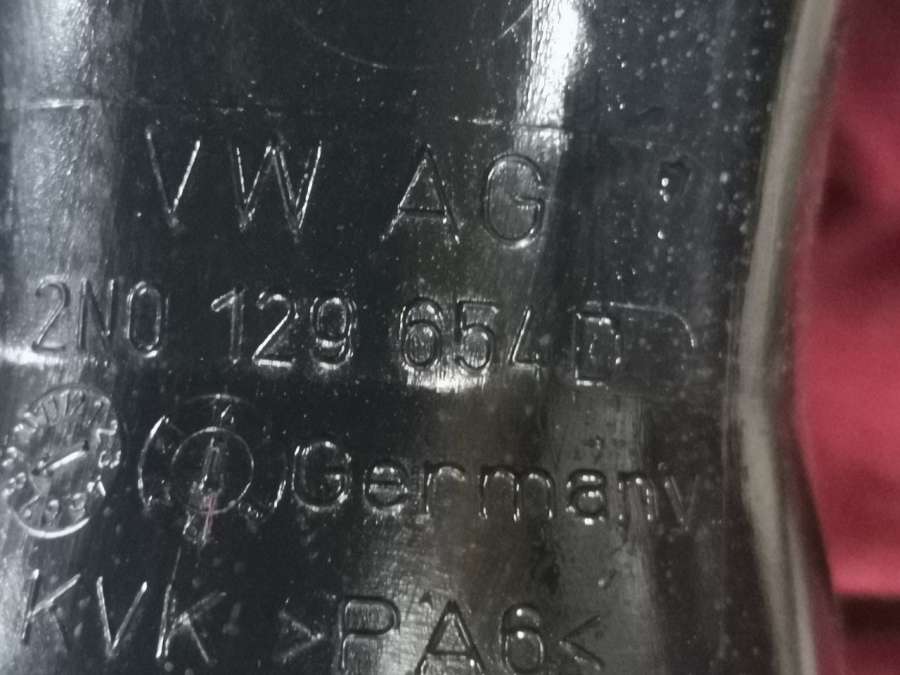 VW AG
2N0 129 654 D
Germany
KVK >PA6<